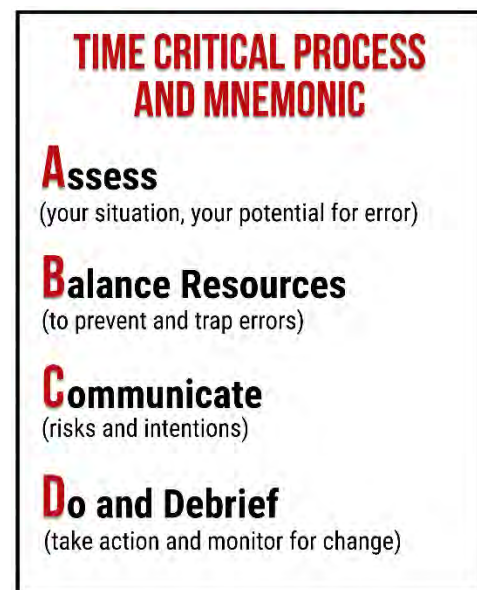 TIME CRITICAL PROCESS
AND MNEMONIC
Assess
(your situation, your potential for error)
Balance Resources
(to prevent and trap errors)
Communicate
(risks and intentions)
Do and Debrief
(take action and monitor for change)